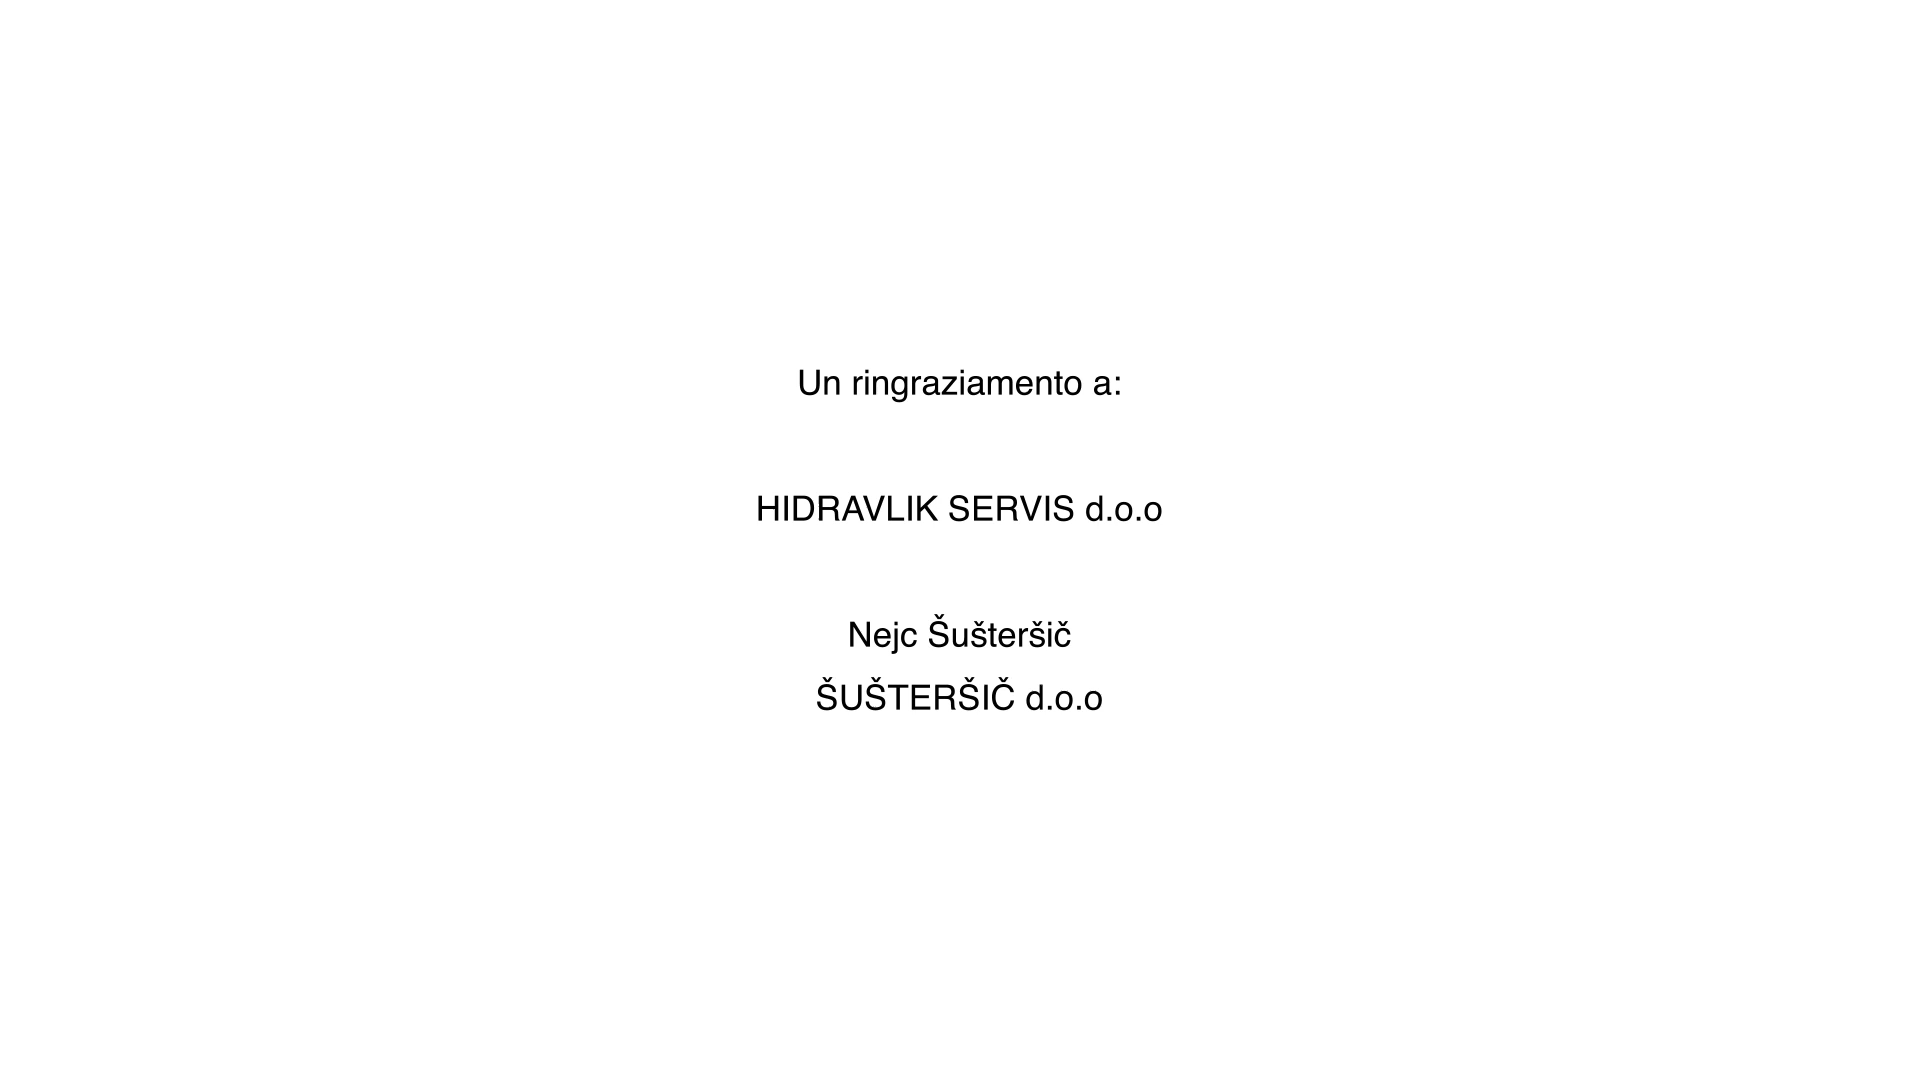 Un ringraziamento a:
HIDRAVLIK SERVIS d.o.o
Nejc Šušteršič
ŠUŠTERŠIČ d.o.o